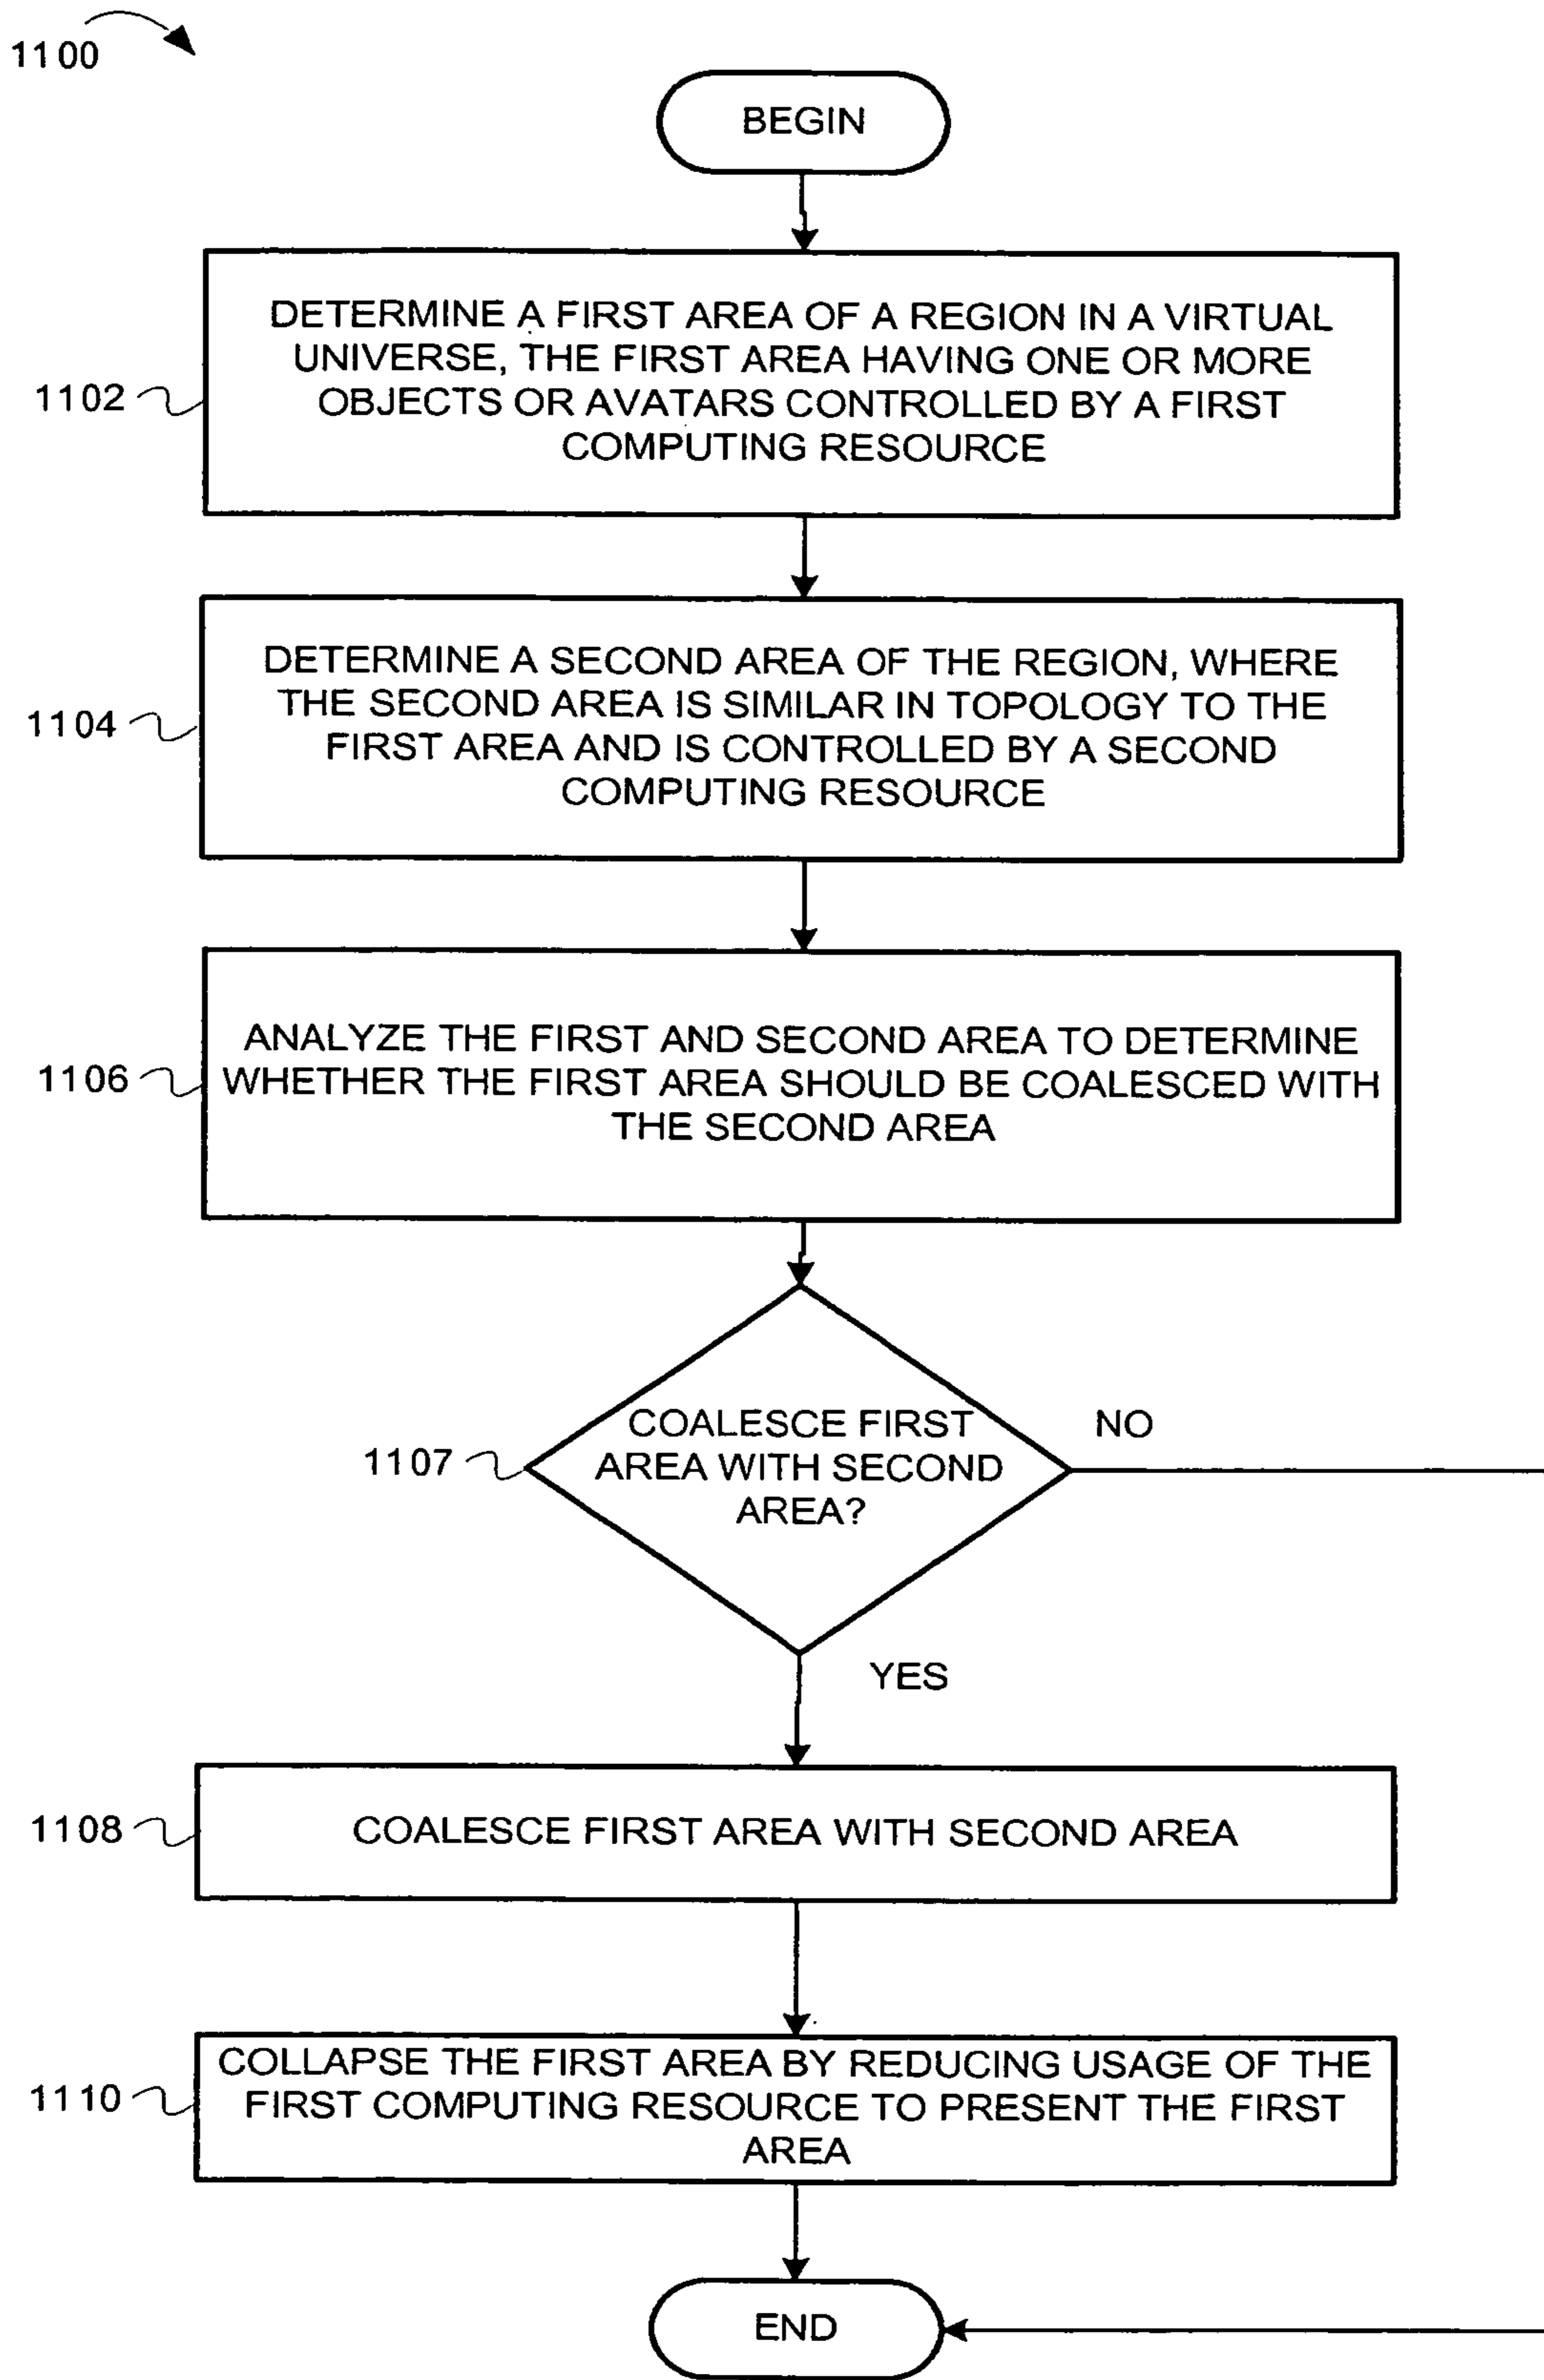 1100
BEGIN
DETERMINE A FIRST AREA OF A REGION IN A VIRTUAL
UNIVERSE, THE FIRST AREA HAVING ONE OR MORE
OBJECTS OR AVATARS CONTROLLED BY A FIRST
COMPUTING RESOURCE
1102
DETERMINE A SECOND AREA OF THE REGION, WHERE
THE SECOND AREA IS SIMILAR IN TOPOLOGY TO THE
FIRST AREA AND IS CONTROLLED BY A SECOND
COMPUTING RESOURCE
1104
ANALYZE THE FIRST AND SECOND AREA TO DETERMINE
WHETHER THE FIRST AREA SHOULD BE COALESCED WITH
THE SECOND AREA
1106
COALESCE FIRST
AREA WITH SECOND
AREA?
1107
NO
YES
1108
COALESCE FIRST AREA WITH SECOND AREA
COLLAPSE THE FIRST AREA BY REDUCING USAGE OF THE
FIRST COMPUTING RESOURCE TO PRESENT THE FIRST
AREA
1110
END